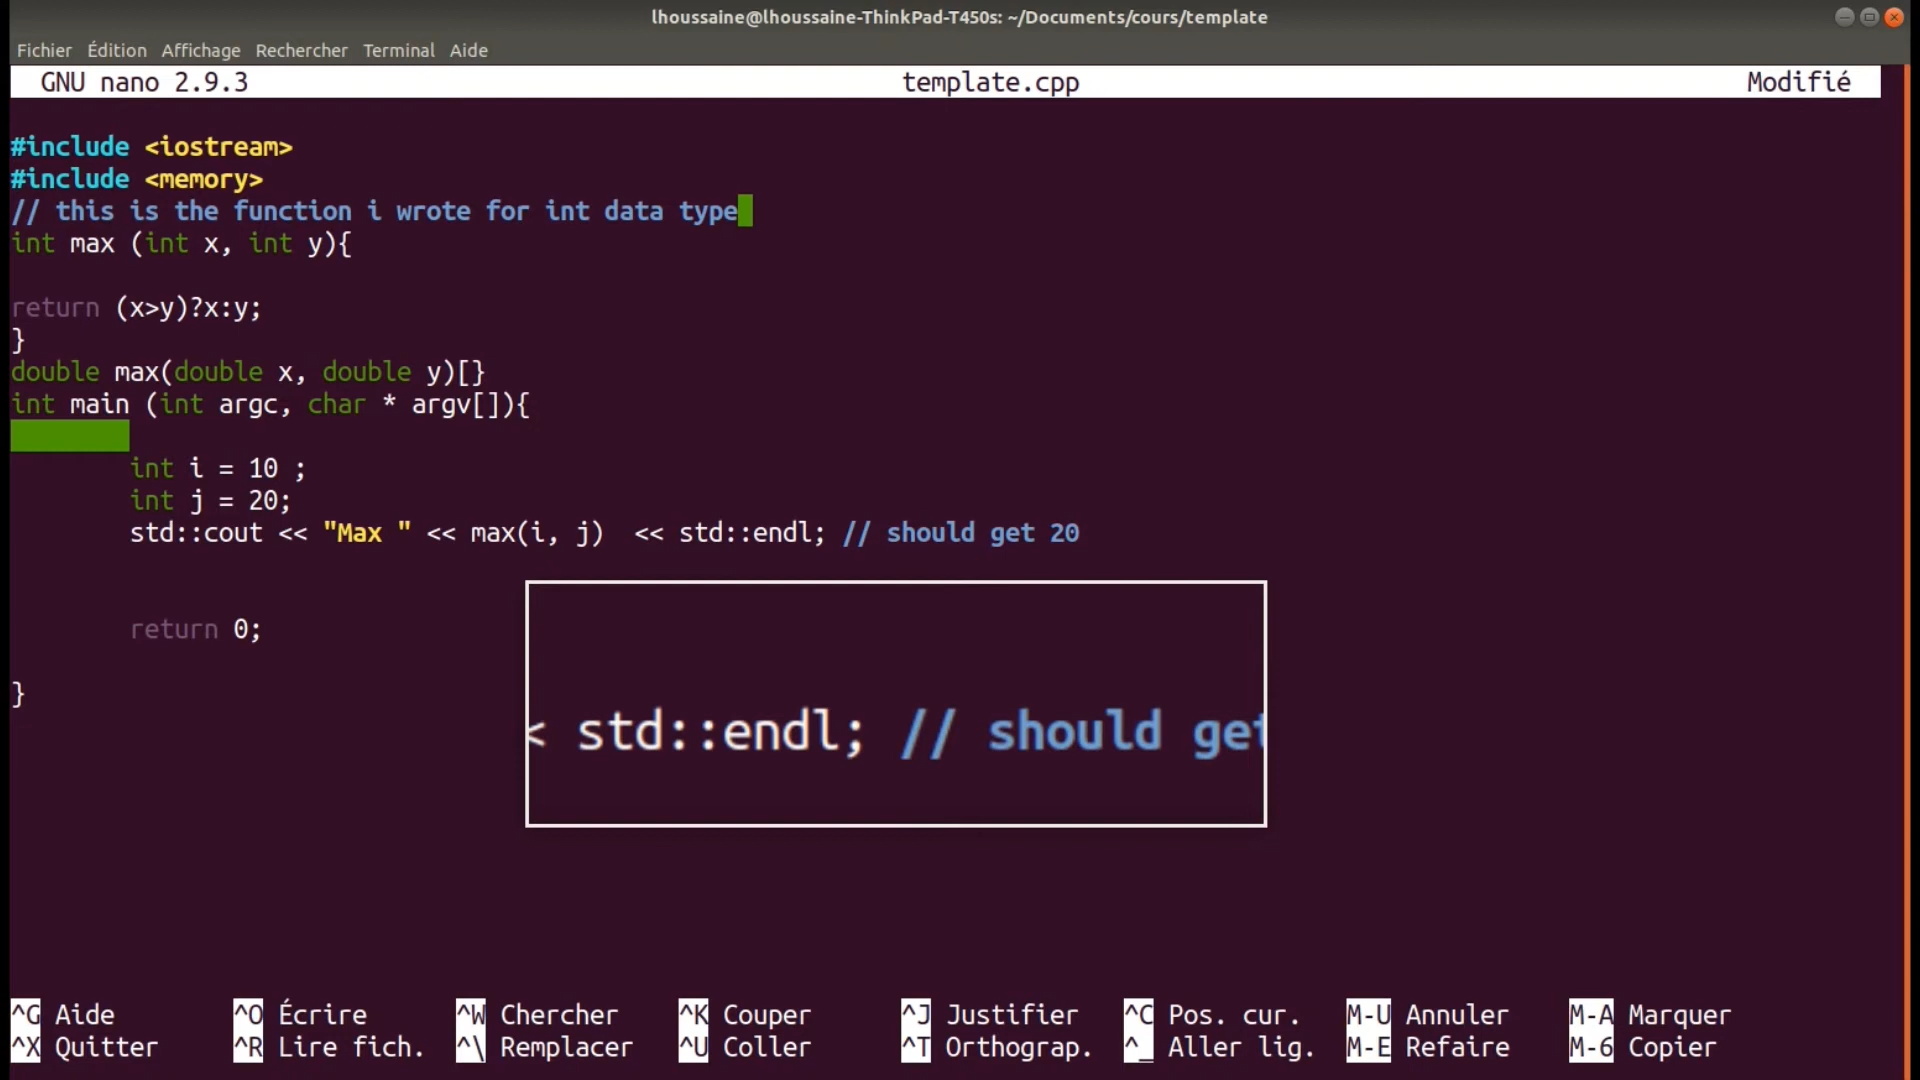 lhoussaine@lhoussaine-ThinkPad-T450s: ~/Documents/cours/template
Fichier Édition Affichage Rechercher Terminal Aide
GNU nano 2.9.3 template.cpp Modifié
#include <iostream>
#include <memory>
// this is the function i wrote for int data type
int max (int x, int y){
return (x>y)?x:y;
}
double max(double x, double y)[}
int main (int argc, char * argv[]){
int i = 10 ;
int j = 20;
std::cout << "Max " << max(i, j)  << std::endl; // should get 20
return 0;
}
< std::endl; // should get
^G Aide ^O Écrire ^W Chercher ^K Couper ^J Justifier ^C Pos. cur. M-U Annuler M-A Marquer
^X Quitter ^R Lire fich. ^\ Remplacer ^U Coller ^T Orthograp. ^_ Aller lig. M-E Refaire M-6 Copier